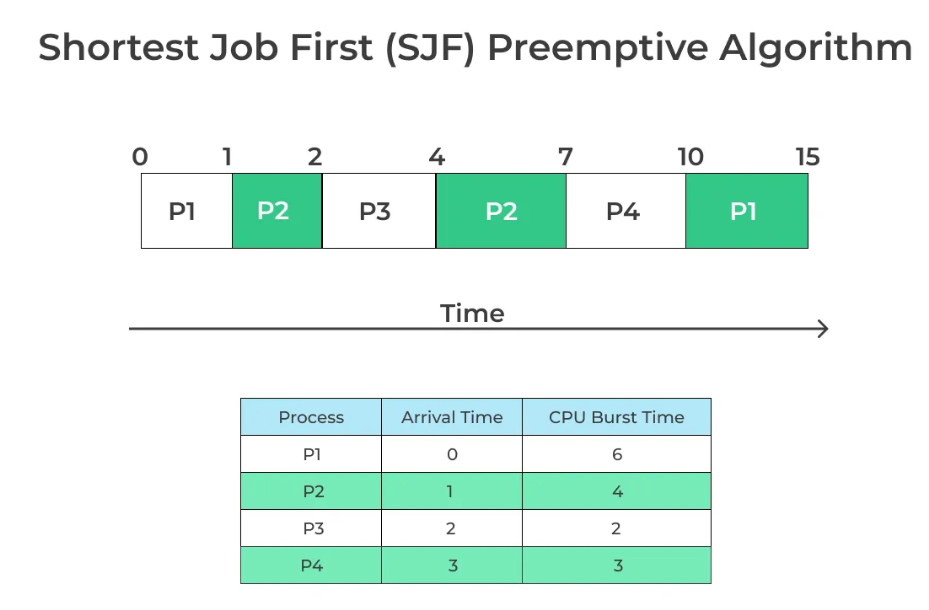 Shortest Job First (SJF) Preemptive Algorithm
0 1 2 4 7 10 15
P1 P2 P3 P2 P4 P1
Time
Process Arrival Time CPU Burst Time
P1 0 6
P2 1 4
P3 2 2
P4 3 3